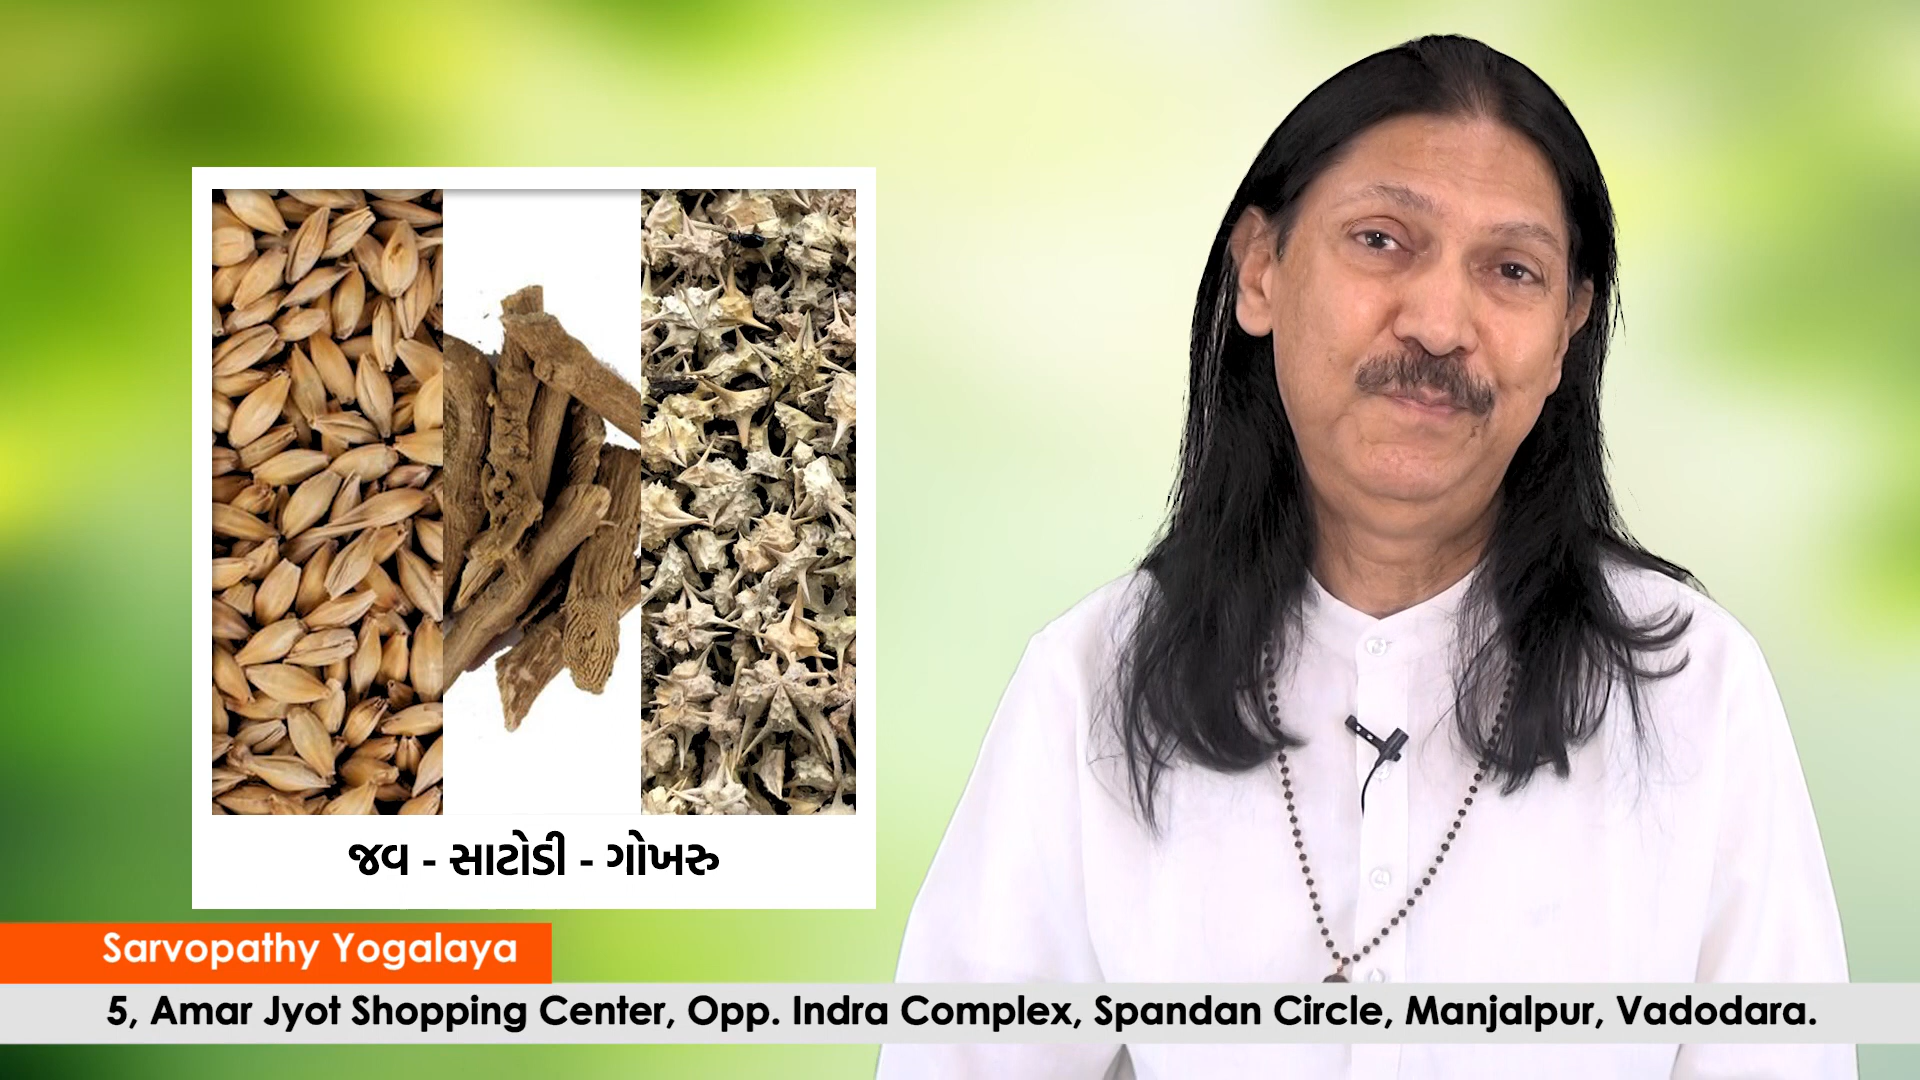 જવ - સાટોડી - ગોખરુ
Sarvopathy Yogalaya
5, Amar Jyot Shopping Center, Opp. Indra Complex, Spandan Circle, Manjalpur, Vadodara.